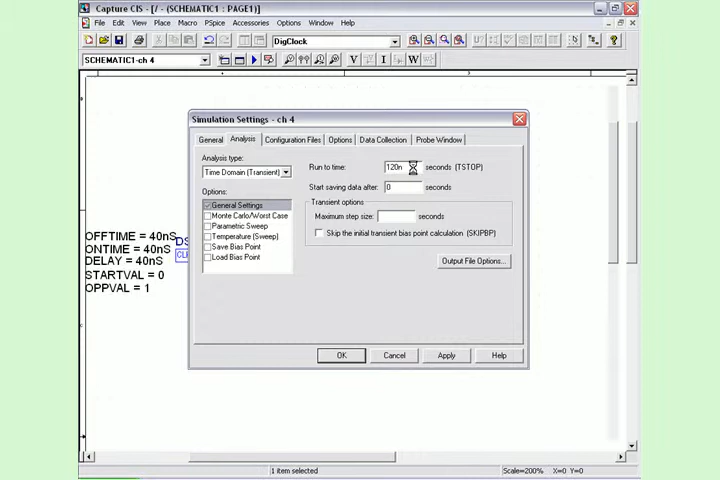 Capture CIS - [/ - (SCHEMATIC1 : PAGE1)]
File Edit View Place Macro PSpice Accessories Options Window Help
DigClock
U?
SCHEMATIC1-ch 4
V I W
Simulation Settings - ch 4
General Analysis Configuration Files Options Data Collection Probe Window
Analysis type:
Time Domain (Transient)
Options:
General Settings
Monte Carlo/Worst Case
Parametric Sweep
Temperature (Sweep)
Save Bias Point
Load Bias Point
Run to time: 120n seconds (TSTOP)
Start saving data after: 0 seconds
Transient options
Maximum step size: seconds
Skip the initial transient bias point calculation (SKIPBP)
Output File Options...
OK Cancel Apply Help
OFFTIME = 40nS DS
ONTIME = 40nS CL
DELAY = 40nS
STARTVAL = 0
OPPVAL = 1
1 item selected Scale=200% X=0 Y=0